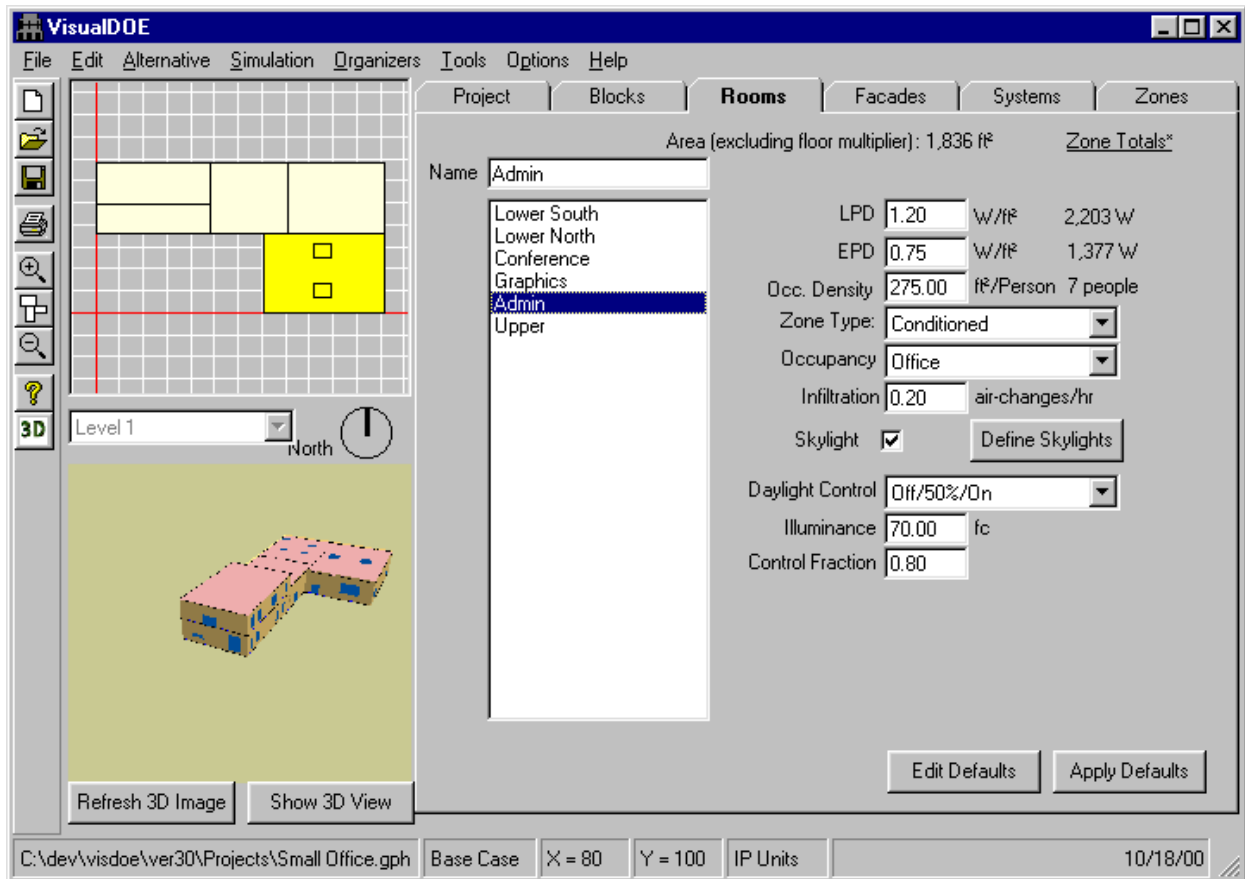 VisualDOE
File Edit Alternative Simulation Organizers Tools Options Help
Project Blocks Rooms Facades Systems Zones
Area (excluding floor multiplier): 1,836 ft² Zone Totals*
Name Admin
Lower South
Lower North
Conference
Graphics
Admin
Upper
LPD 1.20 W/ft² 2,203 W
EPD 0.75 W/ft² 1,377 W
Occ. Density 275.00 ft²/Person 7 people
Zone Type: Conditioned
Occupancy Office
Infiltration 0.20 air-changes/hr
Skylight Define Skylights
Daylight Control Off/50%/On
Illuminance 70.00 fc
Control Fraction 0.80
3D
Level 1
North
Edit Defaults Apply Defaults
Refresh 3D Image Show 3D View
C:\dev\visdoe\ver30\Projects\Small Office.gph Base Case X = 80 Y = 100 IP Units 10/18/00